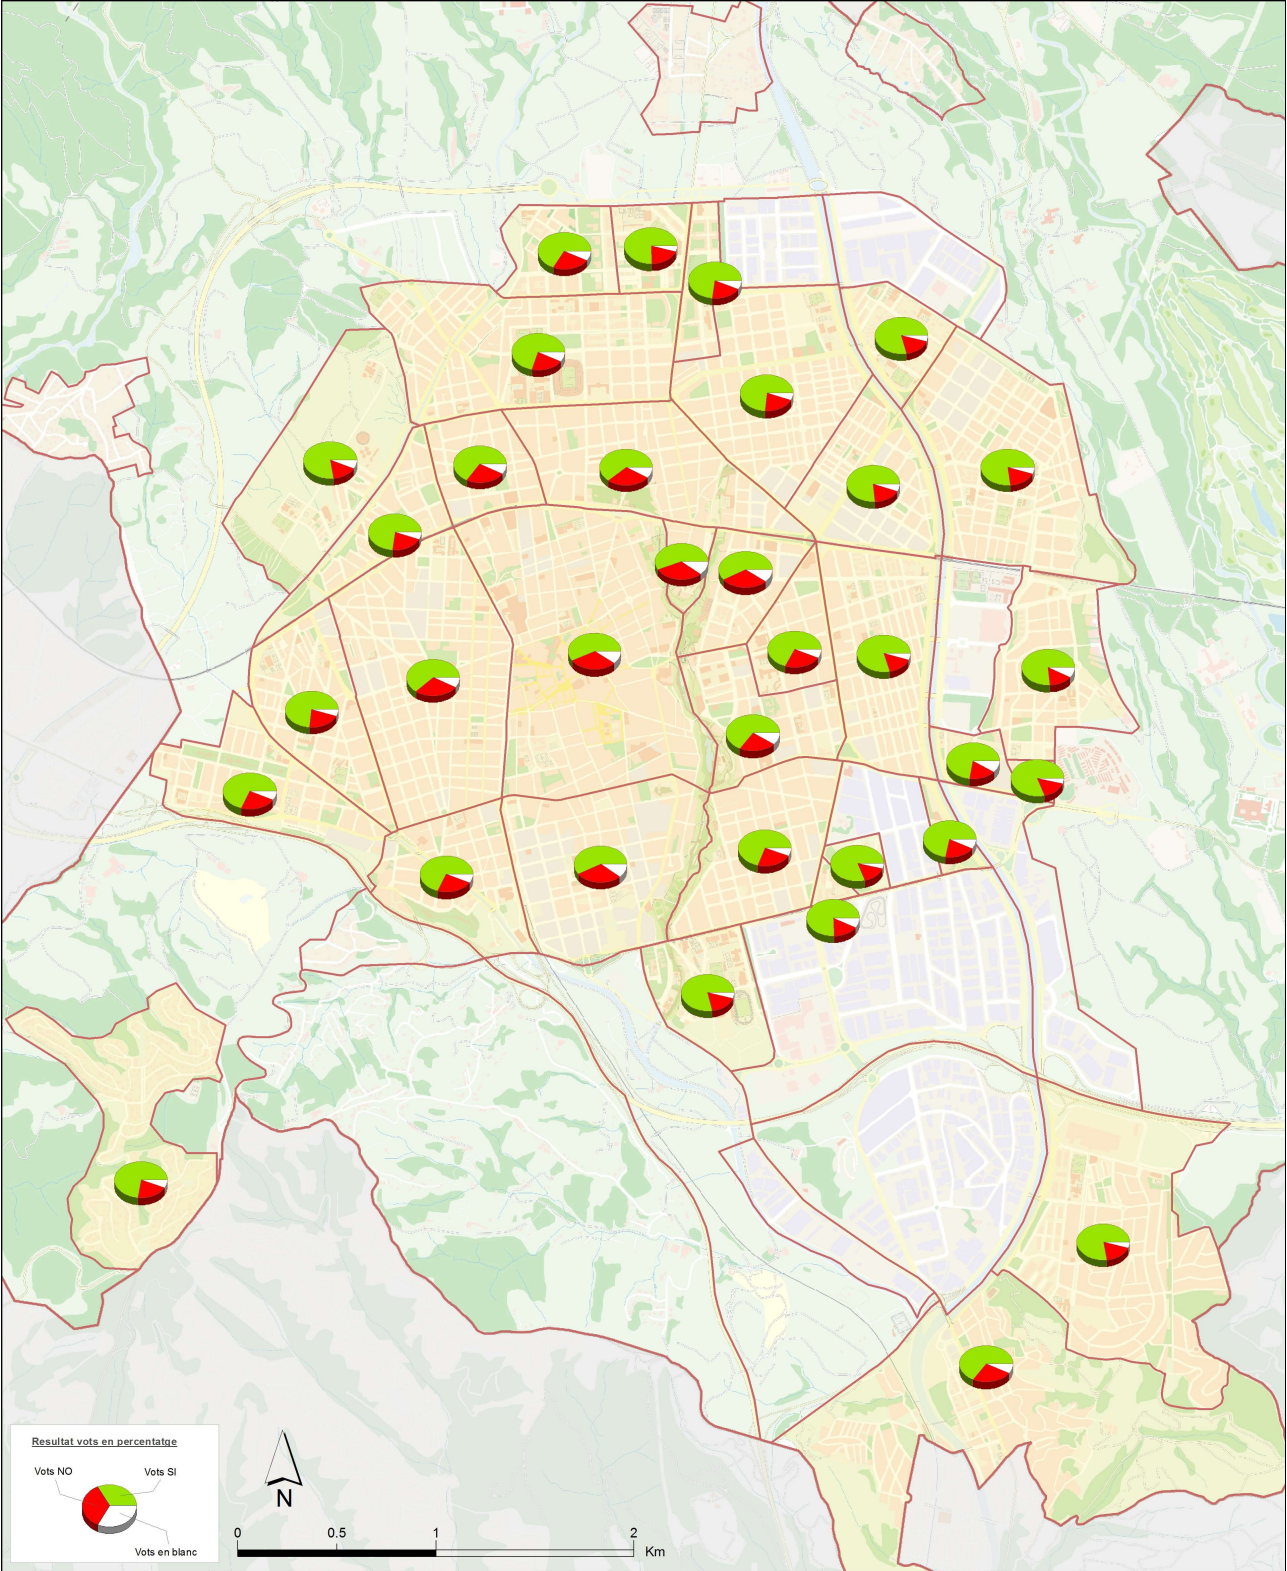 Resultat vots en percentatge
Vots NO
Vots SI
Vots en blanc
N
0 0.5 1 2
Km